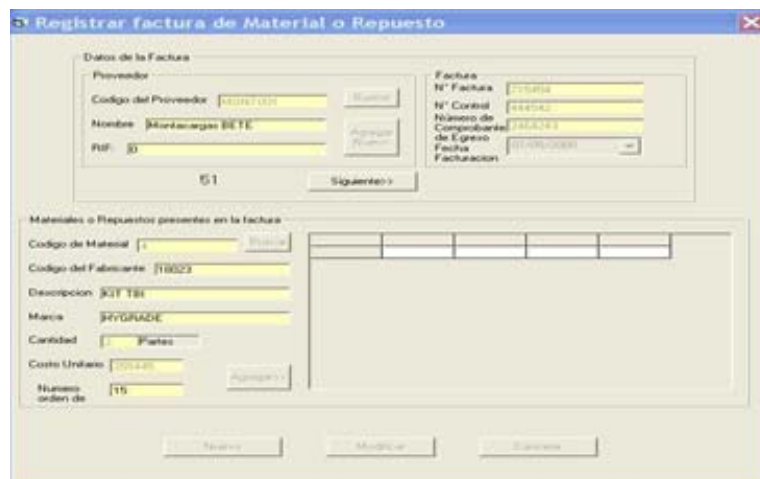 Registrar factura de Material o Repuesto
Datos de la Factura
Proveedor
Codigo del Proveedor MONT001
Buscar
Nombre Montacargas BETE
Agregar Nuevo
RIF: 0
Factura
N° Factura
N° Control 444542
Número de Comprobante de Egreso
Fecha Facturacion
51
Siguiente>>
Materiales o Repuestos presentes en la factura
Codigo de Material
Buscar
Codigo del Fabricante 18023
Descripcion KIT TBI
Marca HYGRADE
Cantidad Partes
Costo Unitario
Agregar>>
Numero orden de 15
Nuevo
Modificar
Cancelar